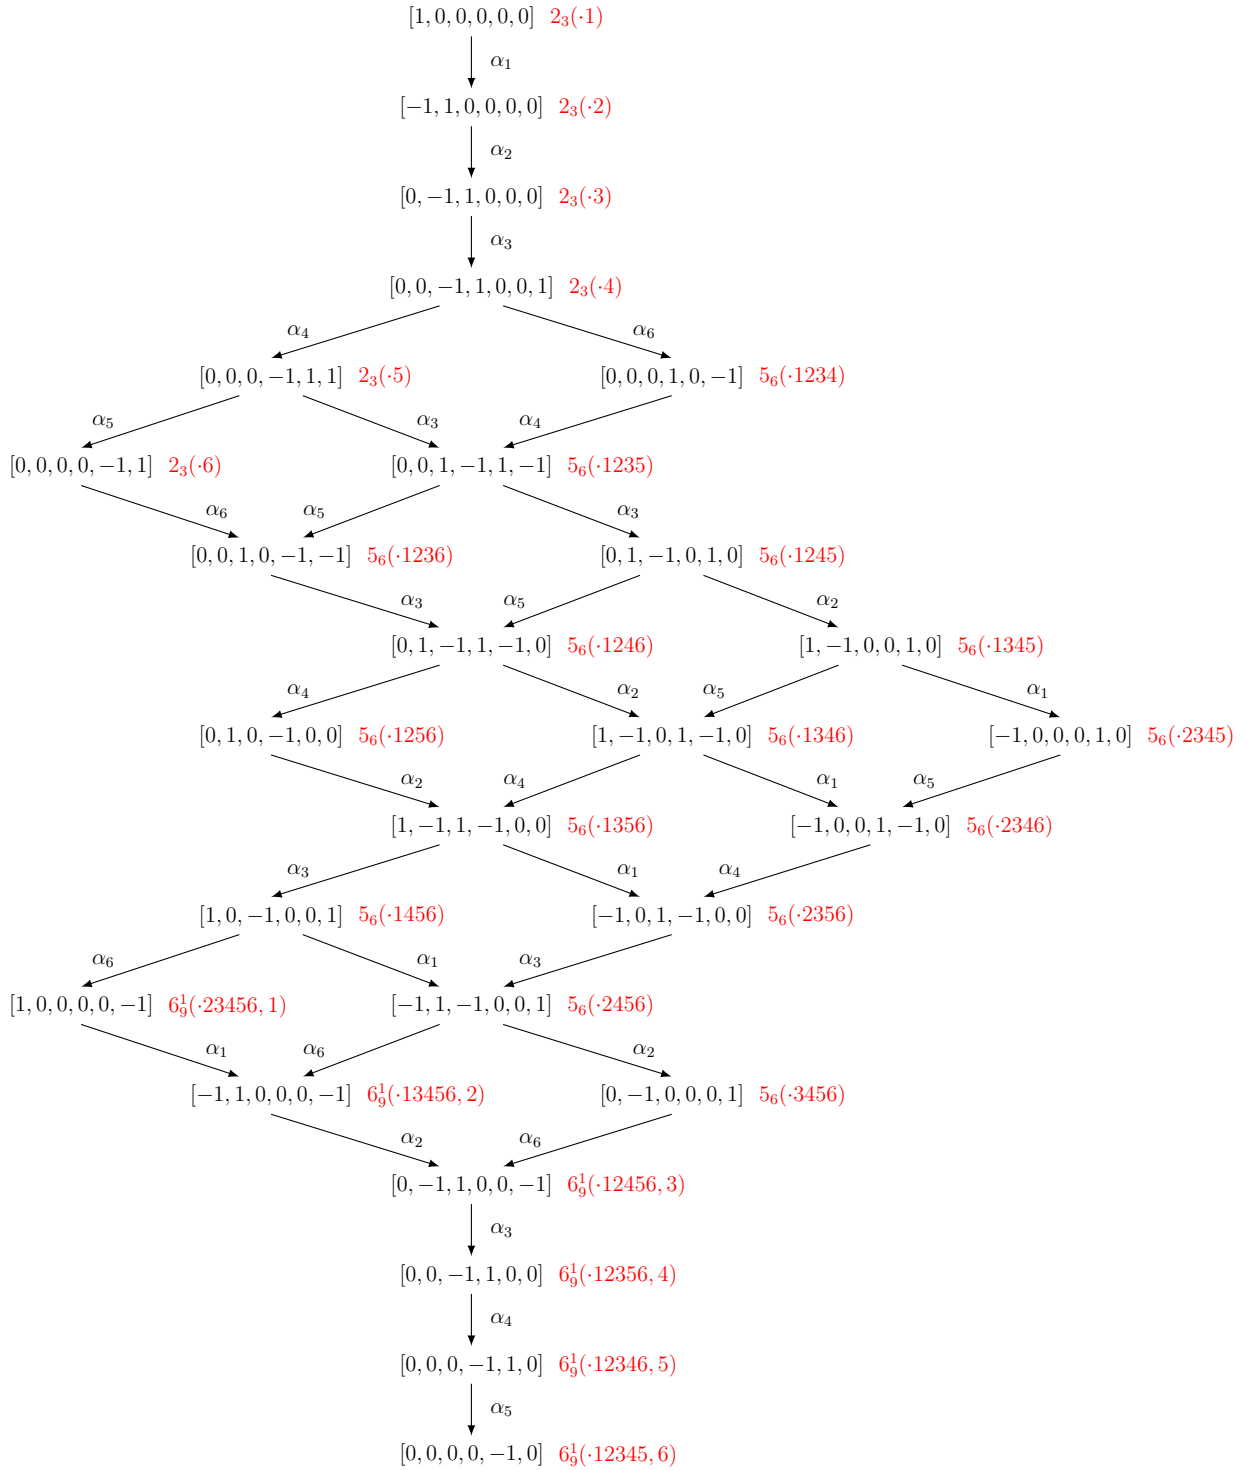 [1, 0, 0, 0, 0, 0] 2₃(·1)
α₁
[−1, 1, 0, 0, 0, 0] 2₃(·2)
α₂
[0, −1, 1, 0, 0, 0] 2₃(·3)
α₃
[0, 0, −1, 1, 0, 0, 1] 2₃(·4)
α₄ α₆
[0, 0, 0, −1, 1, 1] 2₃(·5) [0, 0, 0, 1, 0, −1] 5₆(·1234)
α₅ α₃ α₄
[0, 0, 0, 0, −1, 1] 2₃(·6) [0, 0, 1, −1, 1, −1] 5₆(·1235)
α₆ α₅ α₃
[0, 0, 1, 0, −1, −1] 5₆(·1236) [0, 1, −1, 0, 1, 0] 5₆(·1245)
α₃ α₅ α₂
[0, 1, −1, 1, −1, 0] 5₆(·1246) [1, −1, 0, 0, 1, 0] 5₆(·1345)
α₄ α₂ α₅ α₁
[0, 1, 0, −1, 0, 0] 5₆(·1256) [1, −1, 0, 1, −1, 0] 5₆(·1346) [−1, 0, 0, 0, 1, 0] 5₆(·2345)
α₂ α₄ α₁ α₅
[1, −1, 1, −1, 0, 0] 5₆(·1356) [−1, 0, 0, 1, −1, 0] 5₆(·2346)
α₃ α₁ α₄
[1, 0, −1, 0, 0, 1] 5₆(·1456) [−1, 0, 1, −1, 0, 0] 5₆(·2356)
α₆ α₁ α₃
[1, 0, 0, 0, 0, −1] 6₉¹(·23456, 1) [−1, 1, −1, 0, 0, 1] 5₆(·2456)
α₁ α₆ α₂
[−1, 1, 0, 0, 0, −1] 6₉¹(·13456, 2) [0, −1, 0, 0, 0, 1] 5₆(·3456)
α₂ α₆
[0, −1, 1, 0, 0, −1] 6₉¹(·12456, 3)
α₃
[0, 0, −1, 1, 0, 0] 6₉¹(·12356, 4)
α₄
[0, 0, 0, −1, 1, 0] 6₉¹(·12346, 5)
α₅
[0, 0, 0, 0, −1, 0] 6₉¹(·12345, 6)